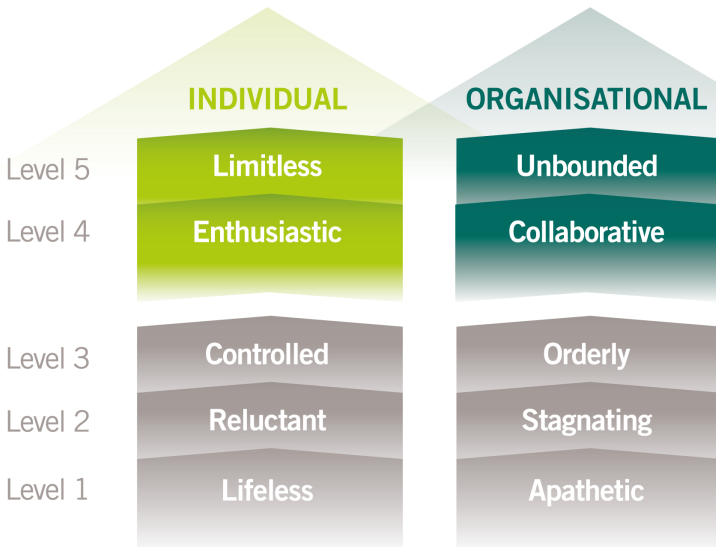 INDIVIDUAL ORGANISATIONAL
Level 5 Limitless Unbounded
Level 4 Enthusiastic Collaborative
Level 3 Controlled Orderly
Level 2 Reluctant Stagnating
Level 1 Lifeless Apathetic